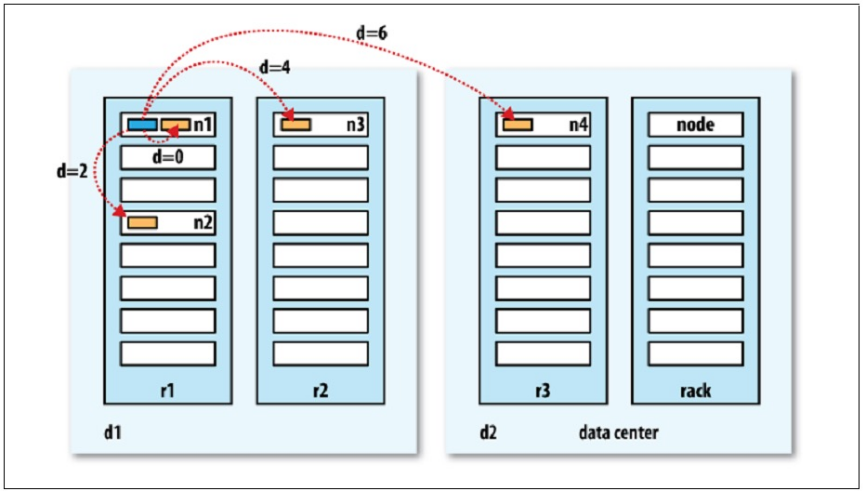 d=6
d=4
n1 n3 n4 node
d=0
d=2
n2
r1 r2 r3 rack
d1 d2 data center